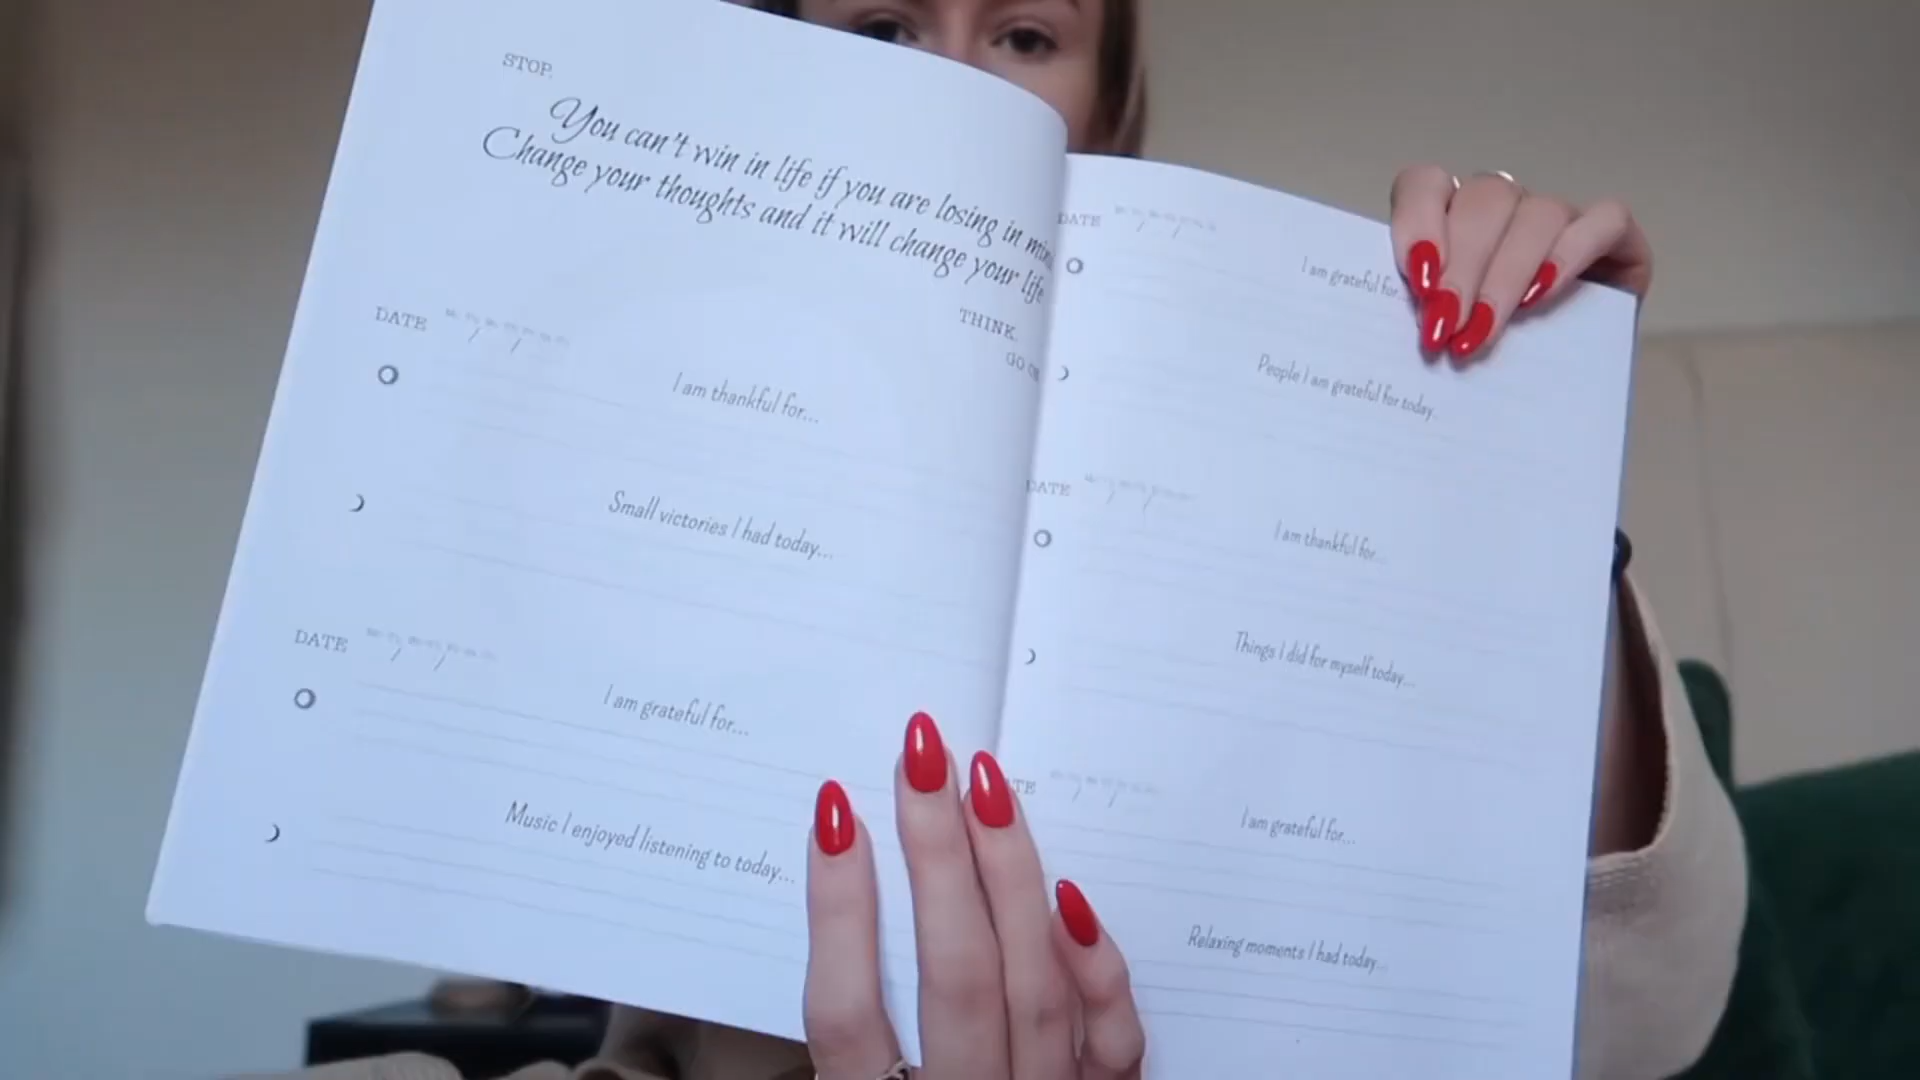 STOP.
You can't win in life if you are losing in
Change your thoughts and it will change your life
THINK.
GO
DATE
I am thankful for...
Small victories I had today...
DATE
I am grateful for...
Music I enjoyed listening to today...
DATE
I am grateful for...
People I am grateful for today...
DATE
I am thankful for...
Things I did for myself today...
I am grateful for...
Relaxing moments I had today...